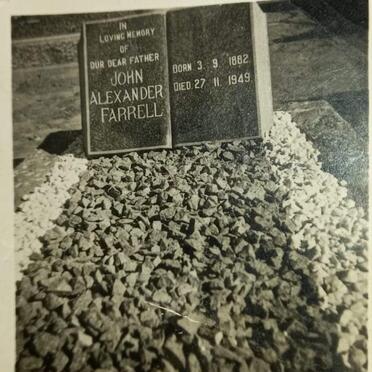 IN
LOVING MEMORY
OF
OUR DEAR FATHER
JOHN
ALEXANDER
FARRELL
BORN 3. 9. 1882.
DIED 27 11. 1949.